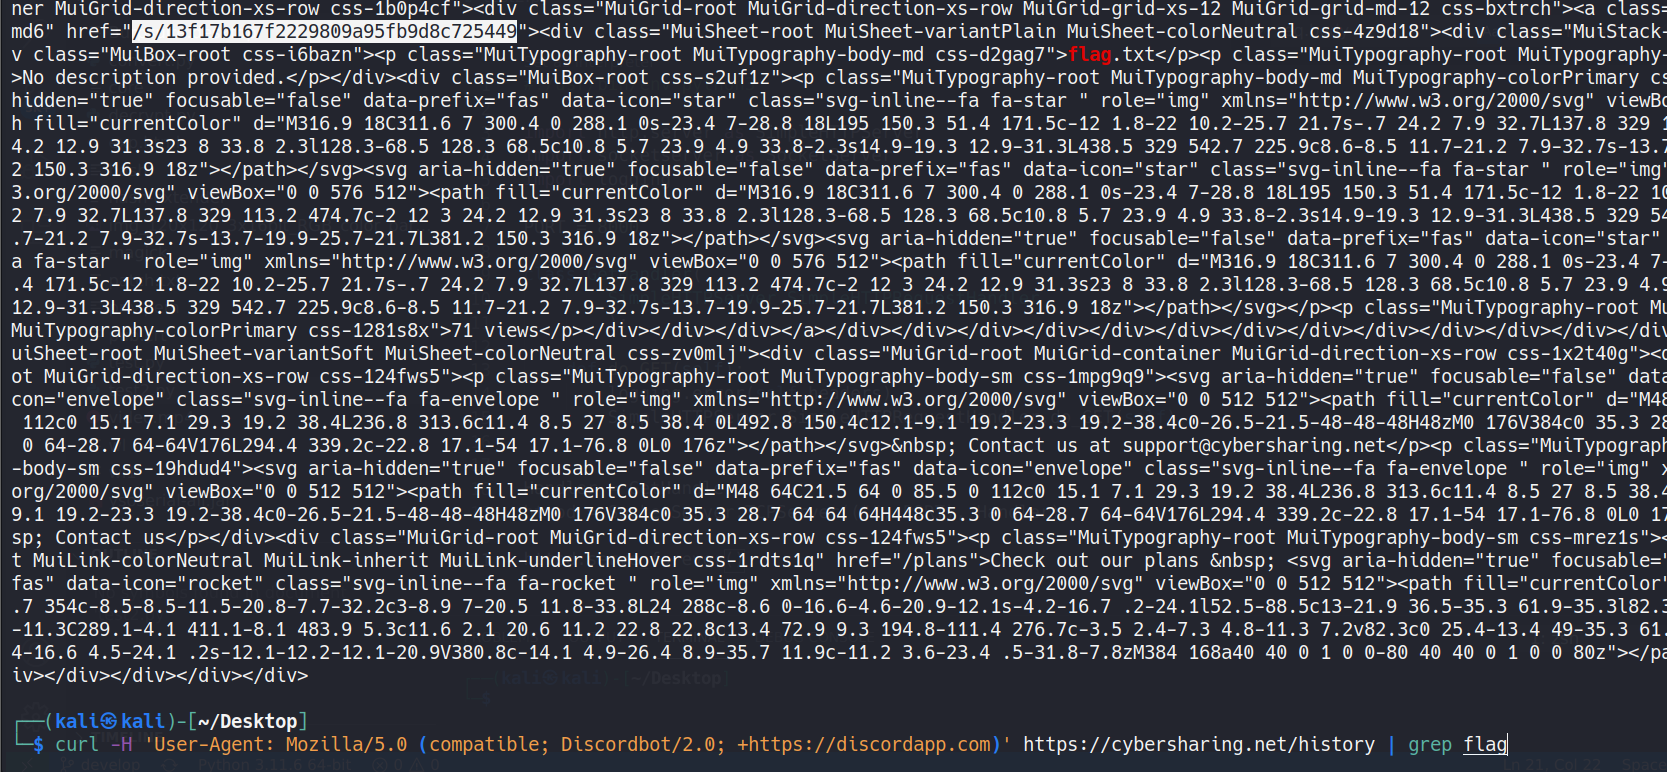 ner MuiGrid-direction-xs-row css-1b0p4cf"><div class="MuiGrid-root MuiGrid-direction-xs-row MuiGrid-grid-xs-12 MuiGrid-grid-md-12 css-bxtrch"><a class=
md6" href="/s/13f17b167f2229809a95fb9d8c725449"><div class="MuiSheet-root MuiSheet-variantPlain MuiSheet-colorNeutral css-4z9d18"><div class="MuiStack-
v class="MuiBox-root css-i6bazn"><p class="MuiTypography-root MuiTypography-body-md css-d2gag7">flag.txt</p><p class="MuiTypography-root MuiTypography-
>No description provided.</p></div><div class="MuiBox-root css-s2uf1z"><p class="MuiTypography-root MuiTypography-body-md MuiTypography-colorPrimary cs
hidden="true" focusable="false" data-prefix="fas" data-icon="star" class="svg-inline--fa fa-star " role="img" xmlns="http://www.w3.org/2000/svg" viewBo
h fill="currentColor" d="M316.9 18C311.6 7 300.4 0 288.1 0s-23.4 7-28.8 18L195 150.3 51.4 171.5c-12 1.8-22 10.2-25.7 21.7s-.7 24.2 7.9 32.7L137.8 329 1
4.2 12.9 31.3s23 8 33.8 2.3l128.3-68.5 128.3 68.5c10.8 5.7 23.9 4.9 33.8-2.3s14.9-19.3 12.9-31.3L438.5 329 542.7 225.9c8.6-8.5 11.7-21.2 7.9-32.7s-13.7
2 150.3 316.9 18z"></path></svg><svg aria-hidden="true" focusable="false" data-prefix="fas" data-icon="star" class="svg-inline--fa fa-star " role="img"
3.org/2000/svg" viewBox="0 0 576 512"><path fill="currentColor" d="M316.9 18C311.6 7 300.4 0 288.1 0s-23.4 7-28.8 18L195 150.3 51.4 171.5c-12 1.8-22 10
2 7.9 32.7L137.8 329 113.2 474.7c-2 12 3 24.2 12.9 31.3s23 8 33.8 2.3l128.3-68.5 128.3 68.5c10.8 5.7 23.9 4.9 33.8-2.3s14.9-19.3 12.9-31.3L438.5 329 54
.7-21.2 7.9-32.7s-13.7-19.9-25.7-21.7L381.2 150.3 316.9 18z"></path></svg><svg aria-hidden="true" focusable="false" data-prefix="fas" data-icon="star" 
a fa-star " role="img" xmlns="http://www.w3.org/2000/svg" viewBox="0 0 576 512"><path fill="currentColor" d="M316.9 18C311.6 7 300.4 0 288.1 0s-23.4 7-
.4 171.5c-12 1.8-22 10.2-25.7 21.7s-.7 24.2 7.9 32.7L137.8 329 113.2 474.7c-2 12 3 24.2 12.9 31.3s23 8 33.8 2.3l128.3-68.5 128.3 68.5c10.8 5.7 23.9 4.9
12.9-31.3L438.5 329 542.7 225.9c8.6-8.5 11.7-21.2 7.9-32.7s-13.7-19.9-25.7-21.7L381.2 150.3 316.9 18z"></path></svg></p><p class="MuiTypography-root Mu
MuiTypography-colorPrimary css-1281s8x">71 views</p></div></div></div></a></div></div></div></div></div></div></div></div></div></div></div></div></div
uiSheet-root MuiSheet-variantSoft MuiSheet-colorNeutral css-zv0mlj"><div class="MuiGrid-root MuiGrid-container MuiGrid-direction-xs-row css-1x2t40g"><d
ot MuiGrid-direction-xs-row css-124fws5"><p class="MuiTypography-root MuiTypography-body-sm css-1mpg9q9"><svg aria-hidden="true" focusable="false" data
con="envelope" class="svg-inline--fa fa-envelope " role="img" xmlns="http://www.w3.org/2000/svg" viewBox="0 0 512 512"><path fill="currentColor" d="M48
112c0 15.1 7.1 29.3 19.2 38.4L236.8 313.6c11.4 8.5 27 8.5 38.4 0L492.8 150.4c12.1-9.1 19.2-23.3 19.2-38.4c0-26.5-21.5-48-48-48H48zM0 176V384c0 35.3 28
0 64-28.7 64-64V176L294.4 339.2c-22.8 17.1-54 17.1-76.8 0L0 176z"></path></svg>&nbsp; Contact us at support@cybersharing.net</p><p class="MuiTypograph
-body-sm css-19hdud4"><svg aria-hidden="true" focusable="false" data-prefix="fas" data-icon="envelope" class="svg-inline--fa fa-envelope " role="img" x
org/2000/svg" viewBox="0 0 512 512"><path fill="currentColor" d="M48 64C21.5 64 0 85.5 0 112c0 15.1 7.1 29.3 19.2 38.4L236.8 313.6c11.4 8.5 27 8.5 38.4
9.1 19.2-23.3 19.2-38.4c0-26.5-21.5-48-48-48H48zM0 176V384c0 35.3 28.7 64 64 64H448c35.3 0 64-28.7 64-64V176L294.4 339.2c-22.8 17.1-54 17.1-76.8 0L0 17
sp; Contact us</p></div><div class="MuiGrid-root MuiGrid-direction-xs-row css-124fws5"><p class="MuiTypography-root MuiTypography-body-sm css-mrez1s"><
t MuiLink-colorNeutral MuiLink-inherit MuiLink-underlineHover css-1rdts1q" href="/plans">Check out our plans &nbsp; <svg aria-hidden="true" focusable="
fas" data-icon="rocket" class="svg-inline--fa fa-rocket " role="img" xmlns="http://www.w3.org/2000/svg" viewBox="0 0 512 512"><path fill="currentColor"
.7 354c-8.5-8.5-11.5-20.8-7.7-32.2c3-8.9 7-20.5 11.8-33.8L24 288c-8.6 0-16.6-4.6-20.9-12.1s-4.2-16.7 .2-24.1l52.5-88.5c13-21.9 36.5-35.3 61.9-35.3l82.3
-11.3C289.1-4.1 411.1-8.1 483.9 5.3c11.6 2.1 20.6 11.2 22.8 22.8c13.4 72.9 9.3 194.8-111.4 276.7c-3.5 2.4-7.3 4.8-11.3 7.2v82.3c0 25.4-13.4 49-35.3 61.
4-16.6 4.5-24.1 .2s-12.1-12.2-12.1-20.9V380.8c-14.1 4.9-26.4 8.9-35.7 11.9c-11.2 3.6-23.4 .5-31.8-7.8zM384 168a40 40 0 1 0 0-80 40 40 0 1 0 0 80z"></pa
iv></div></div></div></div>
┌──(kali㉿kali)-[~/Desktop]
└─$ curl -H 'User-Agent: Mozilla/5.0 (compatible; Discordbot/2.0; +https://discordapp.com)' https://cybersharing.net/history | grep flag